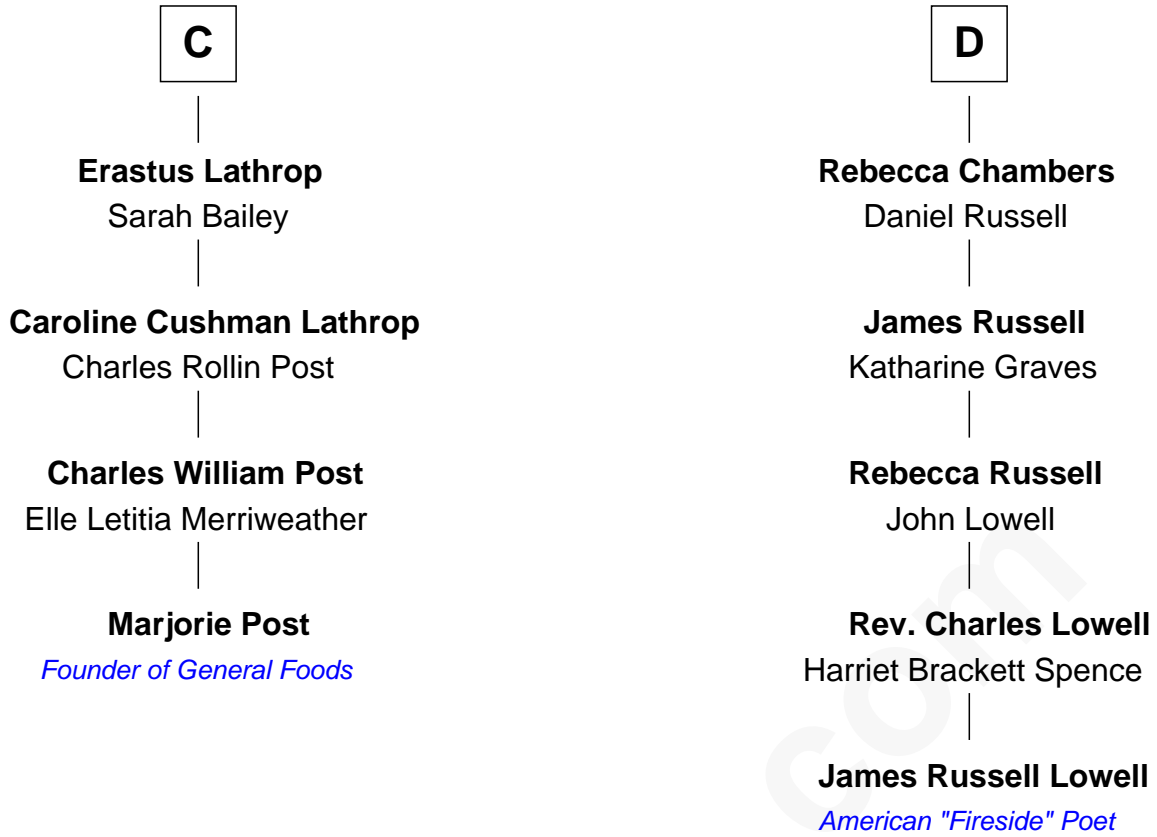 C
Erastus Lathrop
Sarah Bailey
Caroline Cushman Lathrop
Charles Rollin Post
Charles William Post
Elle Letitia Merriweather
Marjorie Post
Founder of General Foods
D
Rebecca Chambers
Daniel Russell
James Russell
Katharine Graves
Rebecca Russell
John Lowell
Rev. Charles Lowell
Harriet Brackett Spence
James Russell Lowell
American "Fireside" Poet
com